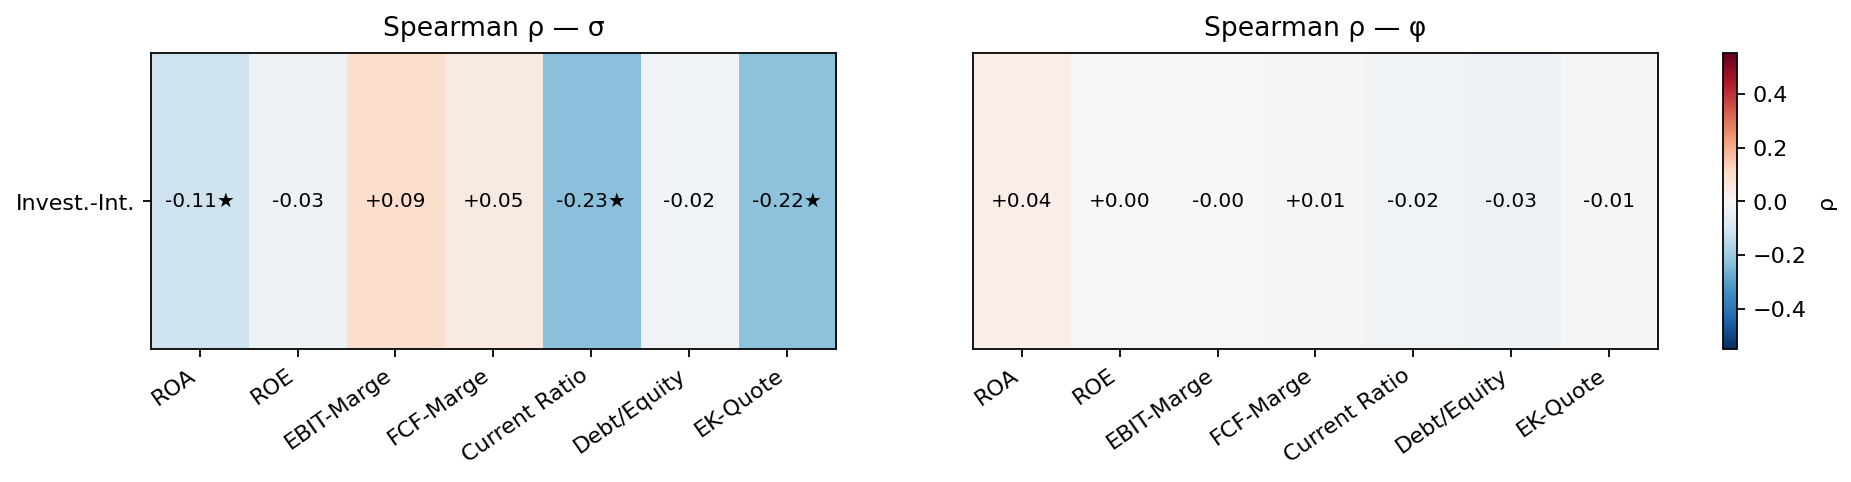 Spearman ρ — σ
Invest.-Int.
-0.11★ -0.03 +0.09 +0.05 -0.23★ -0.02 -0.22★
ROA ROE EBIT-Marge FCF-Marge Current Ratio Debt/Equity EK-Quote
Spearman ρ — φ
+0.04 +0.00 -0.00 +0.01 -0.02 -0.03 -0.01
ROA ROE EBIT-Marge FCF-Marge Current Ratio Debt/Equity EK-Quote
0.4
0.2
0.0
−0.2
−0.4
ρ